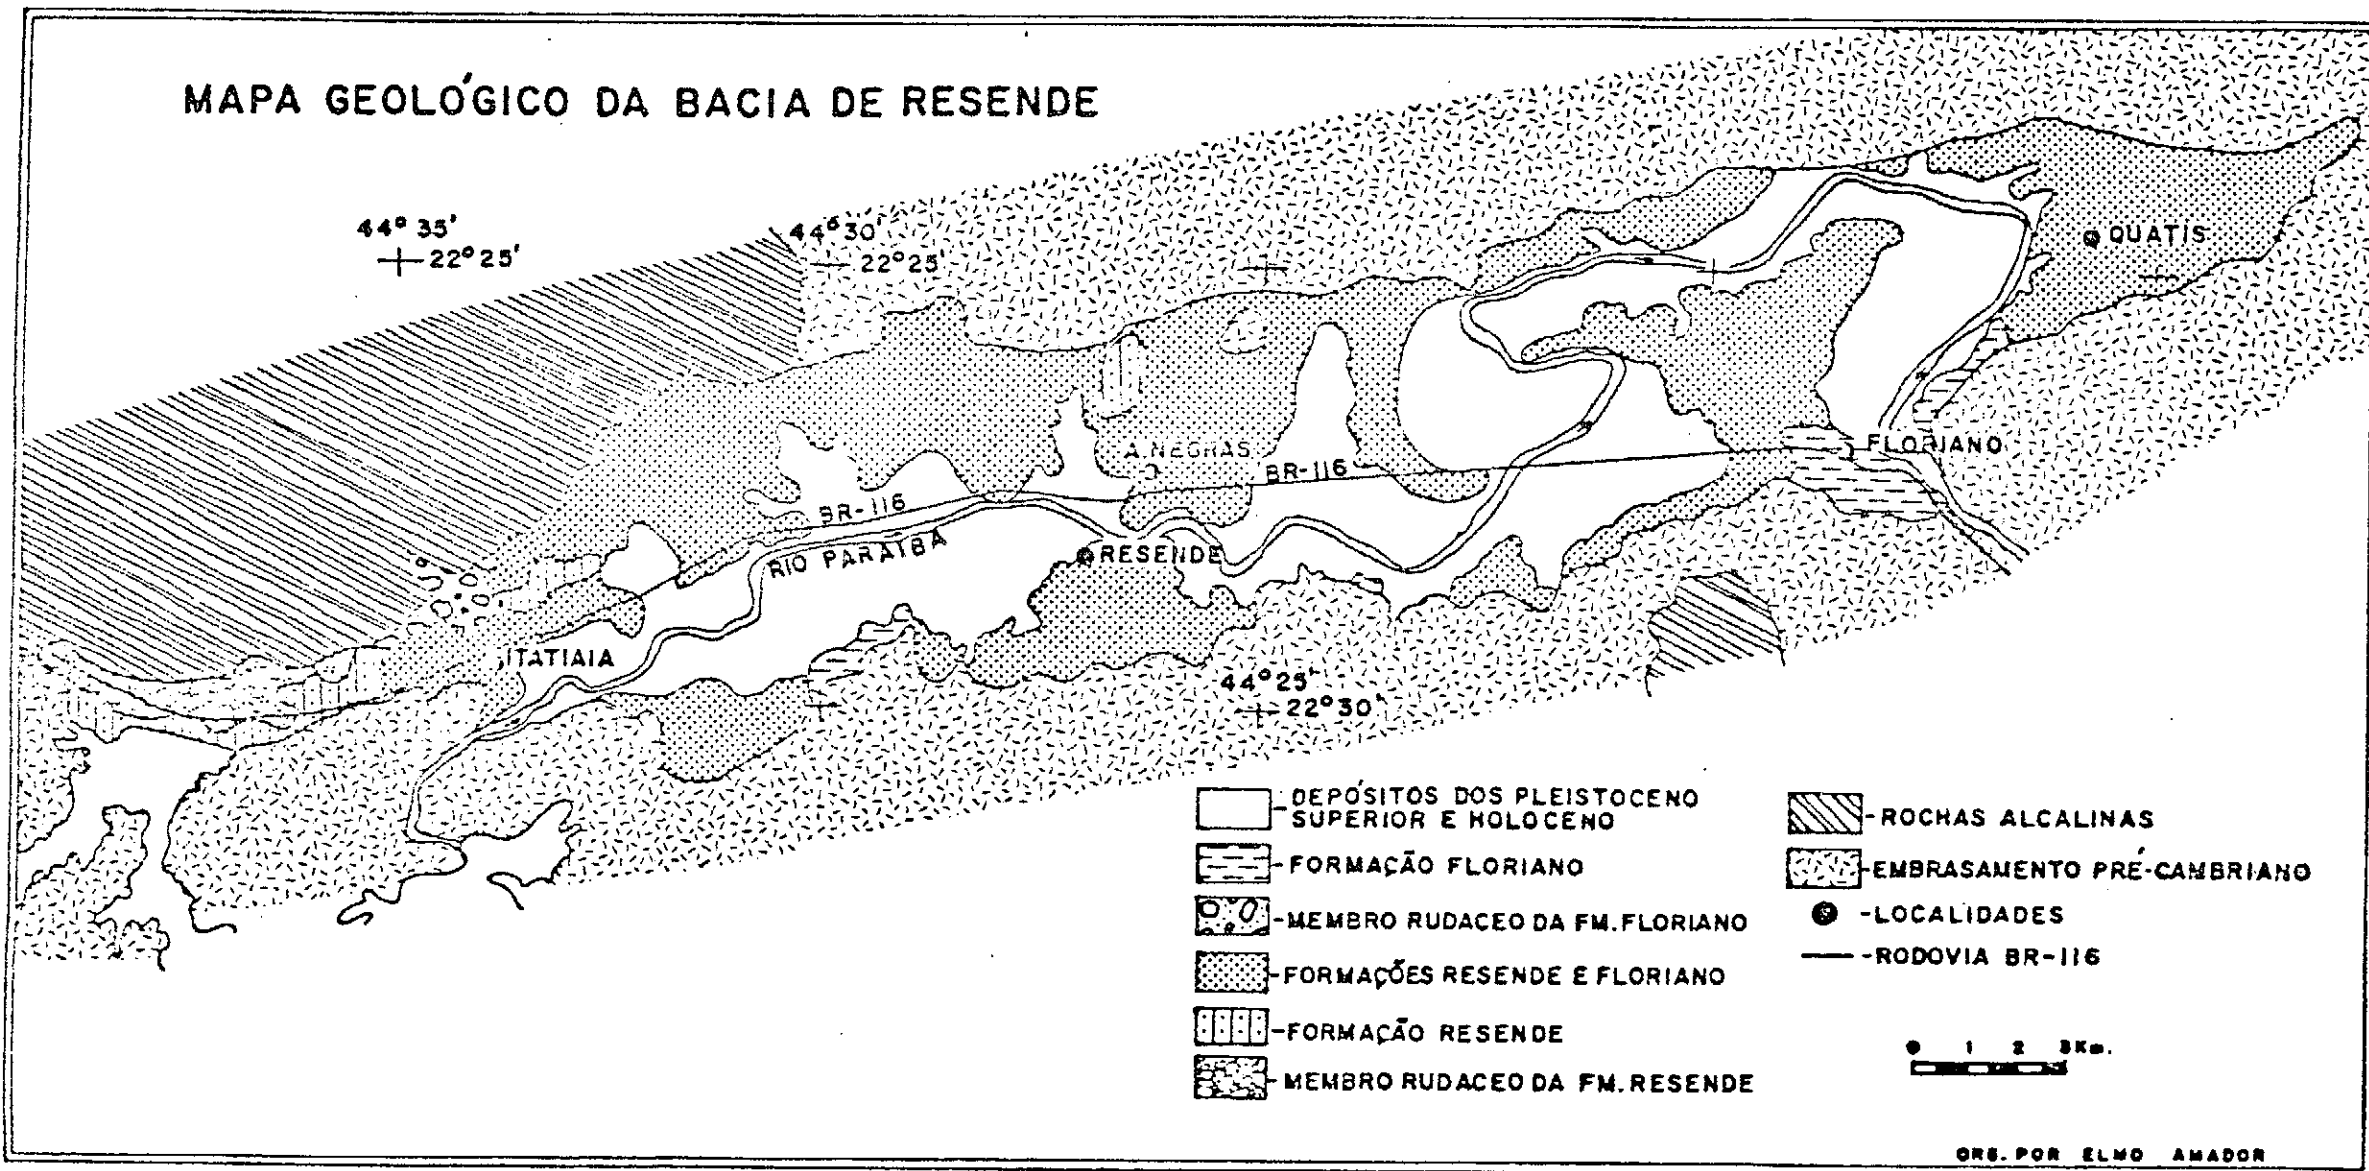 MAPA GEOLÓGICO DA BACIA DE RESENDE
44° 35'
22° 25'
44° 30'
22° 25'
QUATIS
A. NEGRAS
BR-116
FLORIANO
BR-116
RIO PARAIBA
RESENDE
ITATIAIA
44° 25'
22° 30'
DEPÓSITOS DOS PLEISTOCENO
SUPERIOR E HOLOCENO
-FORMAÇÃO FLORIANO
-MEMBRO RUDACEO DA FM. FLORIANO
-FORMAÇÕES RESENDE E FLORIANO
-FORMAÇÃO RESENDE
-MEMBRO RUDACEO DA FM. RESENDE
-ROCHAS ALCALINAS
-EMBRASAMENTO PRÉ-CAMBRIANO
-LOCALIDADES
-RODOVIA BR-116
0 1 2 3 Km.
ORG. POR ELMO AMADOR